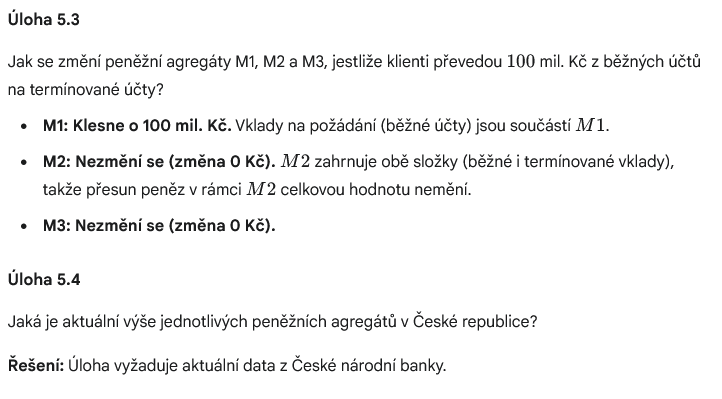 Úloha 5.3
Jak se změní peněžní agregáty M1, M2 a M3, jestliže klienti převedou 100 mil. Kč z běžných účtů
na termínované účty?
• M1: Klesne o 100 mil. Kč. Vklady na požádání (běžné účty) jsou součástí M1.
• M2: Nezmění se (změna 0 Kč). M2 zahrnuje obě složky (běžné i termínované vklady),
takže přesun peněz v rámci M2 celkovou hodnotu nemění.
• M3: Nezmění se (změna 0 Kč).
Úloha 5.4
Jaká je aktuální výše jednotlivých peněžních agregátů v České republice?
Řešení: Úloha vyžaduje aktuální data z České národní banky.